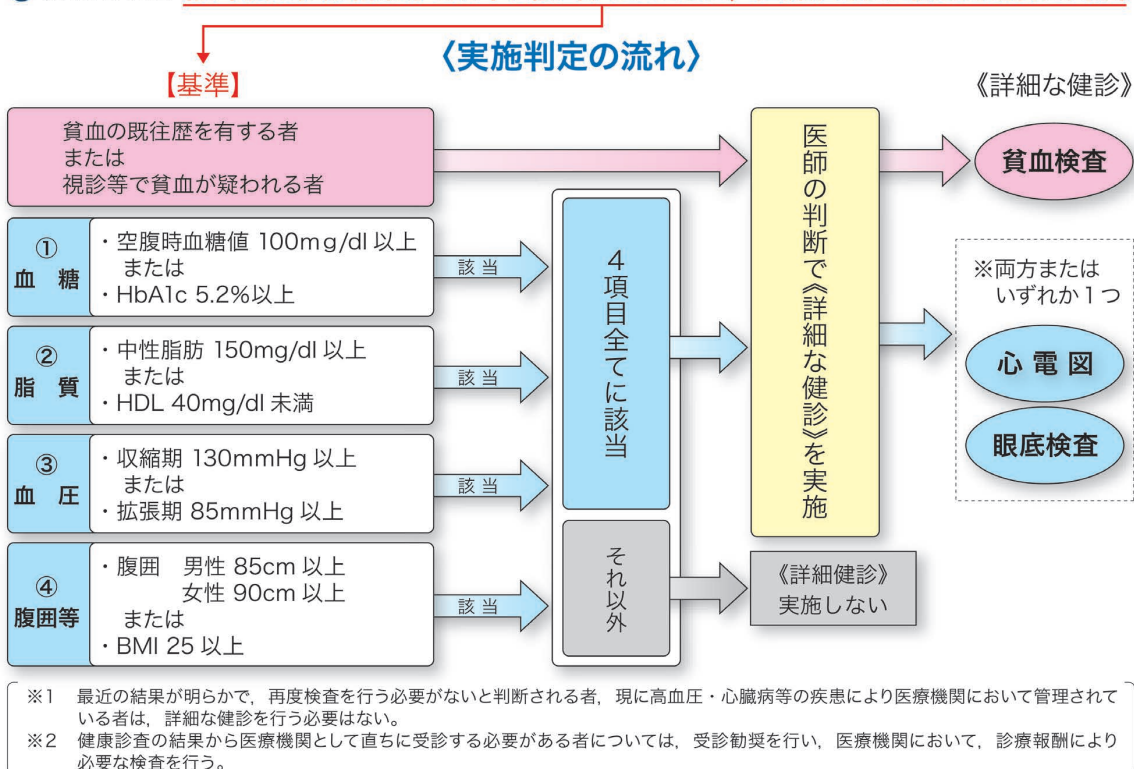 〈実施判定の流れ〉
【基準】
《詳細な健診》
貧血の既往歴を有する者
または
視診等で貧血が疑われる者
①
血　糖
・空腹時血糖値 100mg/dl 以上
または
・HbA1c 5.2%以上
該当
②
脂　質
・中性脂肪 150mg/dl 以上
または
・HDL 40mg/dl 未満
該当
③
血　圧
・収縮期 130mmHg 以上
または
・拡張期 85mmHg 以上
該当
④
腹囲等
・腹囲　男性 85cm 以上
女性 90cm 以上
または
・BMI 25 以上
該当
4項目全てに該当
それ以外
医師の判断で《詳細な健診》を実施
《詳細健診》
実施しない
貧血検査
※両方または
いずれか1つ
心電図
眼底検査
※1　最近の結果が明らかで，再度検査を行う必要がないと判断される者，現に高血圧・心臓病等の疾患により医療機関において管理されて
いる者は，詳細な健診を行う必要はない。
※2　健康診査の結果から医療機関として直ちに受診する必要がある者については，受診勧奨を行い，医療機関において，診療報酬により
必要な検査を行う。